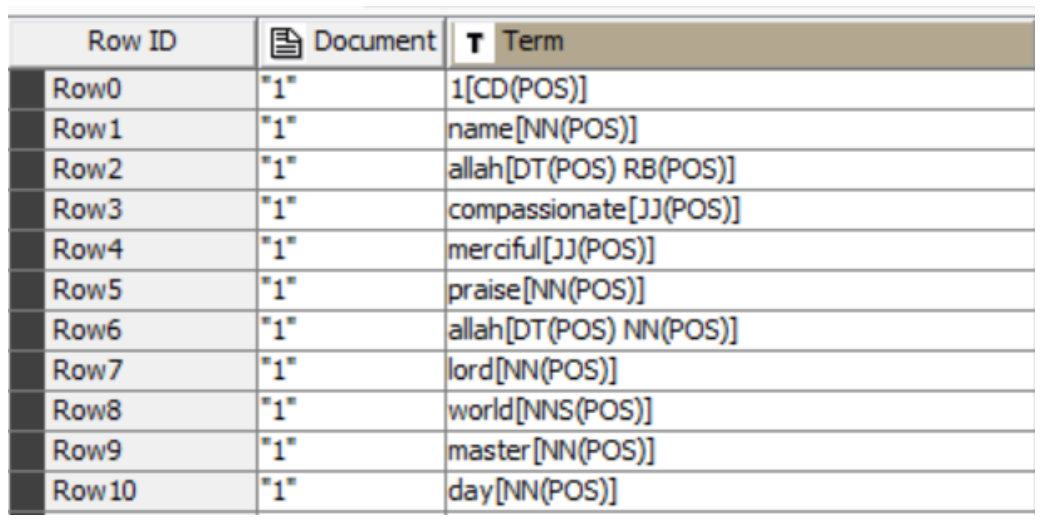 Row ID Document T Term
Row0 "1" 1[CD(POS)]
Row1 "1" name[NN(POS)]
Row2 "1" allah[DT(POS) RB(POS)]
Row3 "1" compassionate[JJ(POS)]
Row4 "1" merciful[JJ(POS)]
Row5 "1" praise[NN(POS)]
Row6 "1" allah[DT(POS) NN(POS)]
Row7 "1" lord[NN(POS)]
Row8 "1" world[NNS(POS)]
Row9 "1" master[NN(POS)]
Row10 "1" day[NN(POS)]